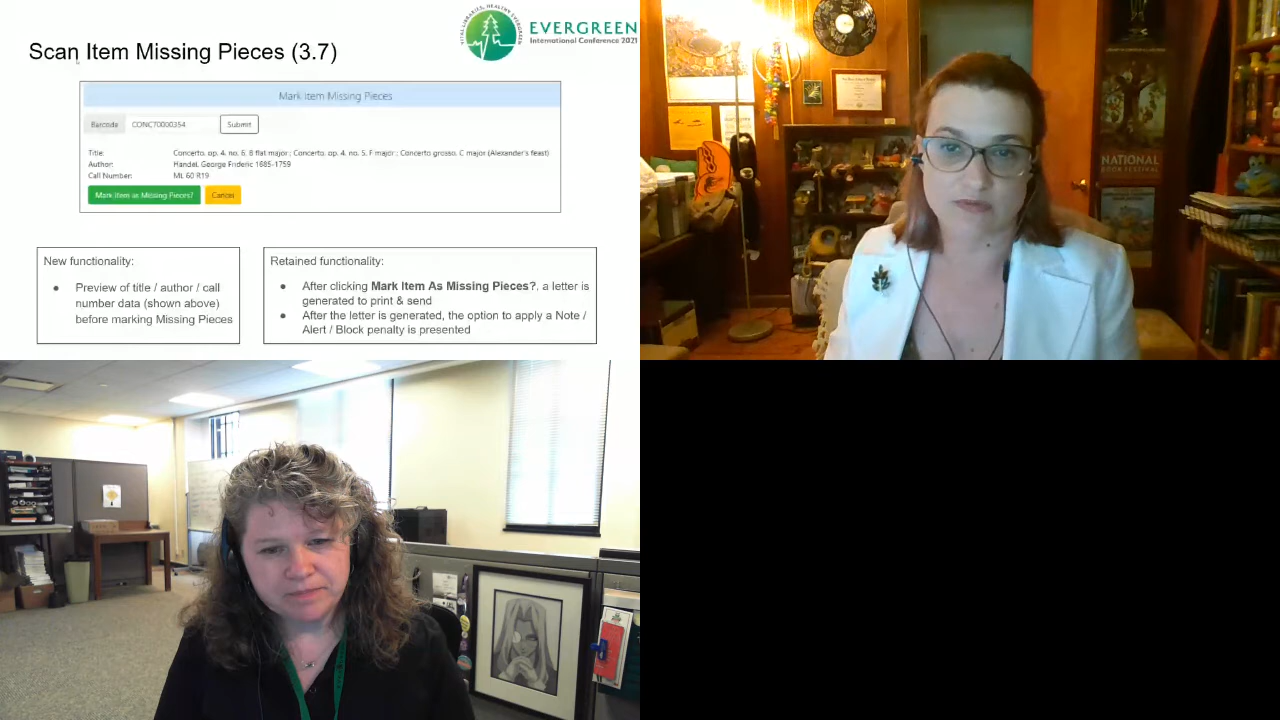 Scan Item Missing Pieces (3.7)
VITAL LIBRARIES, HEALTHY EVERGREEN
EVERGREEN
International Conference 2021
Mark Item Missing Pieces
Barcode CONC70000354 Submit
Title: Concerto, op. 4, no. 6, B flat major ; Concerto, op. 4, no. 5, F major ; Concerto grosso, C major (Alexander's feast)
Author: Handel, George Frideric 1685-1759
Call Number: ML 60 R19
Mark Item as Missing Pieces? Cancel
New functionality:
● Preview of title / author / call
number data (shown above)
before marking Missing Pieces
Retained functionality:
● After clicking Mark Item As Missing Pieces?, a letter is
generated to print & send
● After the letter is generated, the option to apply a Note /
Alert / Block penalty is presented
NATIONAL
BOOK FESTIVAL